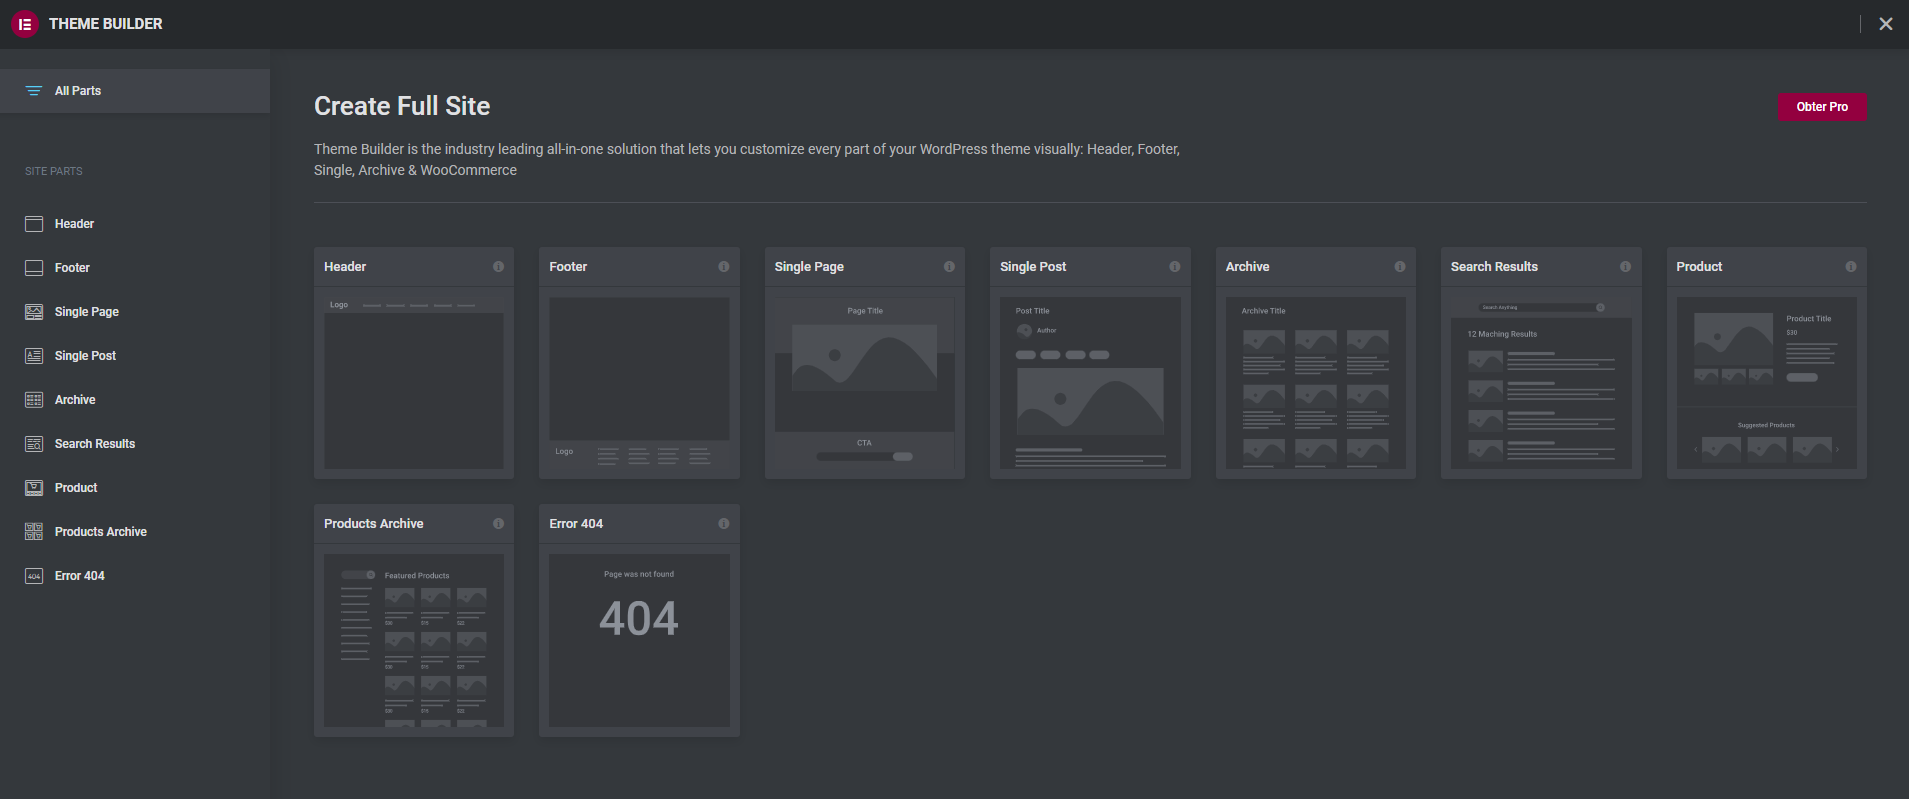 THEME BUILDER
All Parts
SITE PARTS
Header
Footer
Single Page
Single Post
Archive
Search Results
Product
Products Archive
Error 404
Create Full Site
Obter Pro
Theme Builder is the industry leading all-in-one solution that lets you customize every part of your WordPress theme visually: Header, Footer,
Single, Archive & WooCommerce
Header
Logo
Footer
Logo
Single Page
Page Title
CTA
Single Post
Post Title
Author
Archive
Archive Title
Search Results
Search Anything
12 Maching Results
Product
Product Title
$30
Suggested Products
Products Archive
Featured Products
Error 404
Page was not found
404